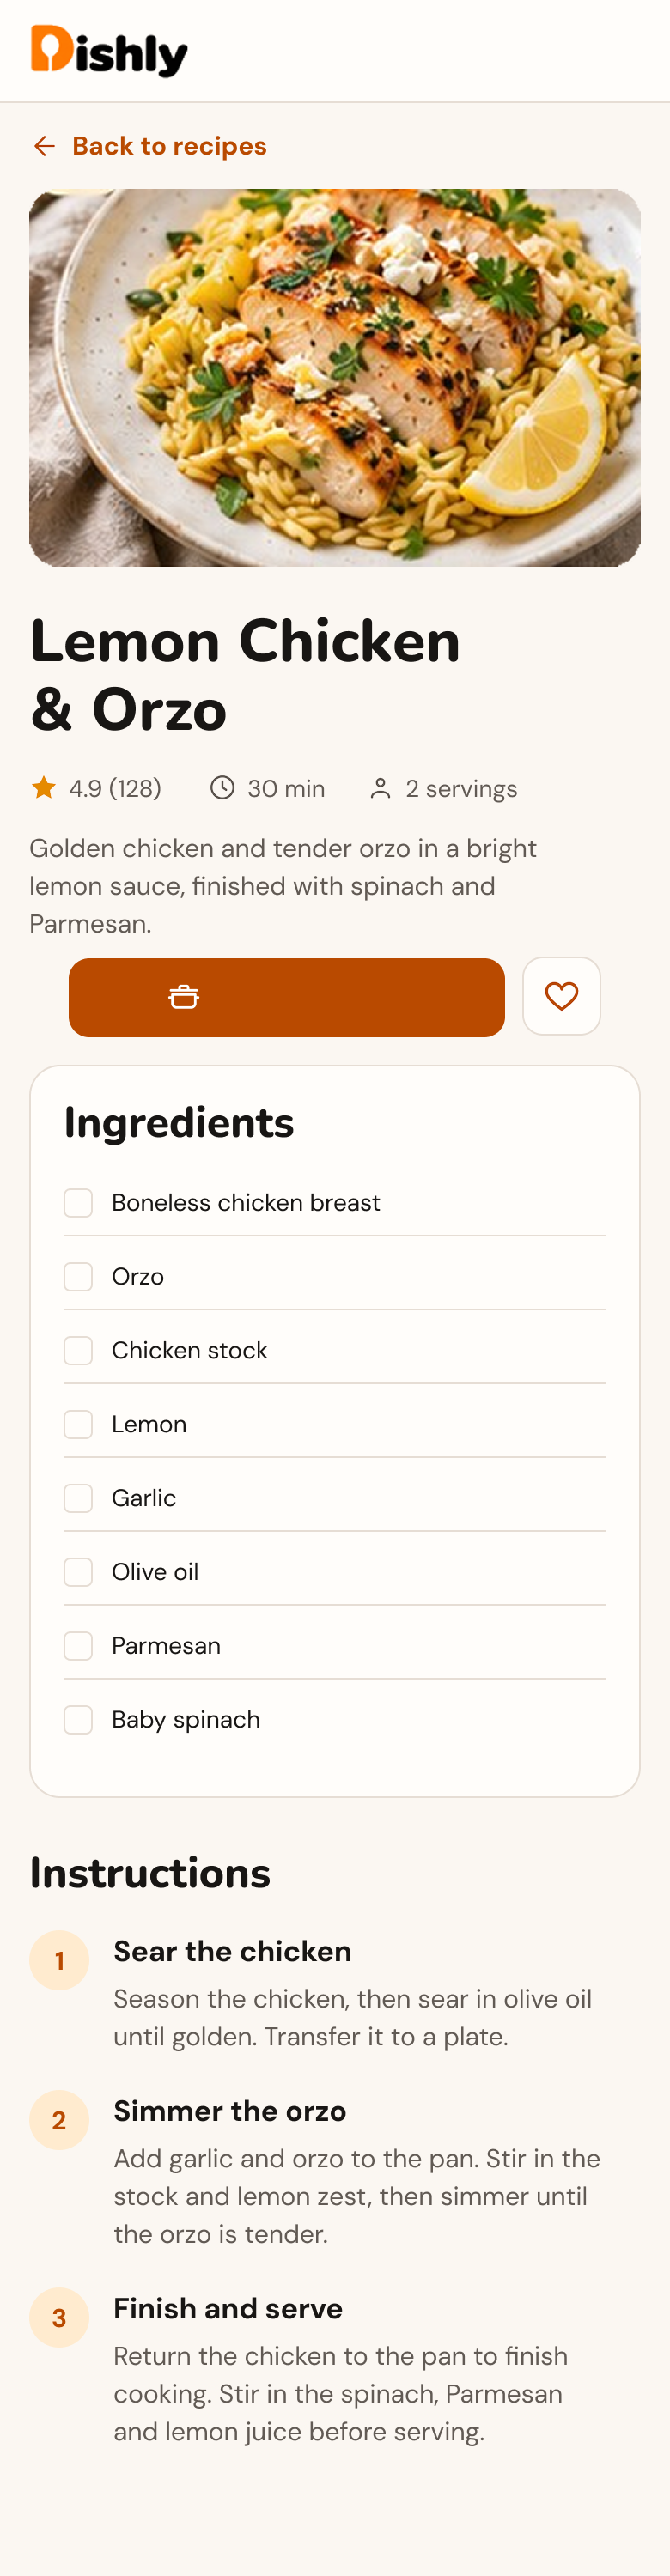 Dishly
Back to recipes
Lemon Chicken
& Orzo
4.9 (128) 30 min 2 servings
Golden chicken and tender orzo in a bright
lemon sauce, finished with spinach and
Parmesan.
Ingredients
Boneless chicken breast
Orzo
Chicken stock
Lemon
Garlic
Olive oil
Parmesan
Baby spinach
Instructions
1 Sear the chicken
Season the chicken, then sear in olive oil
until golden. Transfer it to a plate.
2 Simmer the orzo
Add garlic and orzo to the pan. Stir in the
stock and lemon zest, then simmer until
the orzo is tender.
3 Finish and serve
Return the chicken to the pan to finish
cooking. Stir in the spinach, Parmesan
and lemon juice before serving.